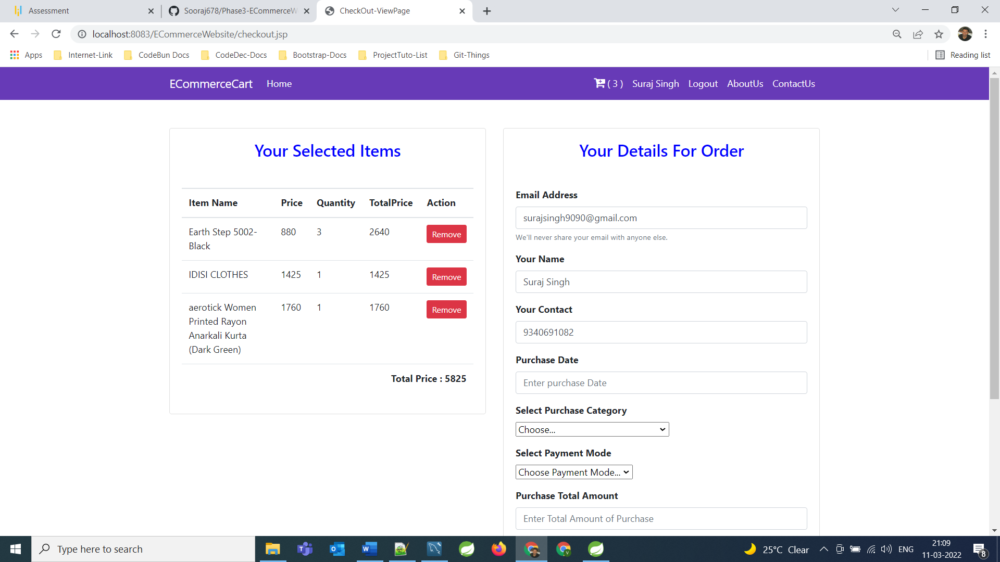 Assessment
Sooraj678/Phase3-ECommerceW
CheckOut-ViewPage
localhost:8083/ECommerceWebsite/checkout.jsp
Apps Internet-Link CodeBun Docs CodeDec-Docs Bootstrap-Docs ProjectTuto-List Git-Things Reading list
ECommerceCart Home ( 3 ) Suraj Singh Logout AboutUs ContactUs
Your Selected Items
Item Name Price Quantity TotalPrice Action
Earth Step 5002- 880 3 2640 Remove
Black
IDISI CLOTHES 1425 1 1425 Remove
aerotick Women 1760 1 1760 Remove
Printed Rayon
Anarkali Kurta
(Dark Green)
Total Price : 5825
Your Details For Order
Email Address
surajsingh9090@gmail.com
We'll never share your email with anyone else.
Your Name
Suraj Singh
Your Contact
9340691082
Purchase Date
Enter purchase Date
Select Purchase Category
Choose...
Select Payment Mode
Choose Payment Mode...
Purchase Total Amount
Enter Total Amount of Purchase
Type here to search
25°C Clear
ENG
21:09
11-03-2022
8